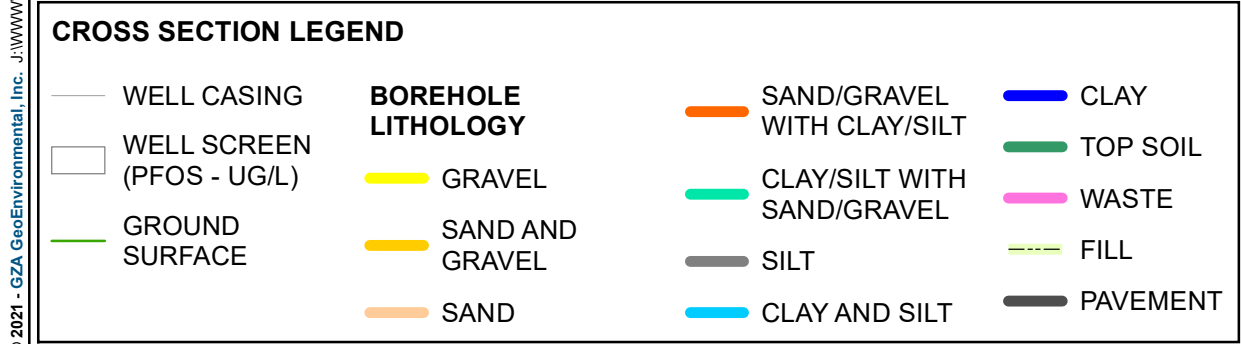 CROSS SECTION LEGEND
WELL CASING
WELL SCREEN
(PFOS - UG/L)
GROUND
SURFACE
BOREHOLE
LITHOLOGY
GRAVEL
SAND AND
GRAVEL
SAND
SAND/GRAVEL
WITH CLAY/SILT
CLAY/SILT WITH
SAND/GRAVEL
SILT
CLAY AND SILT
CLAY
TOP SOIL
WASTE
FILL
PAVEMENT
2021 - GZA GeoEnvironmental, Inc.